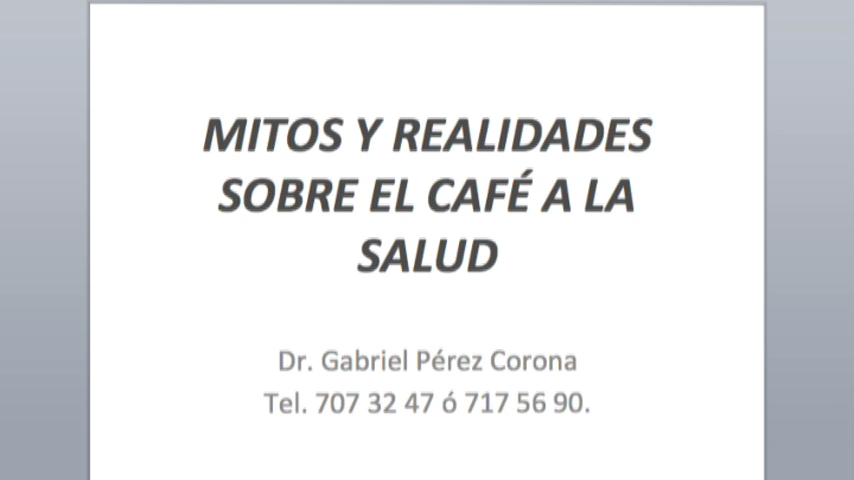 MITOS Y REALIDADES
SOBRE EL CAFÉ A LA
SALUD
Dr. Gabriel Pérez Corona
Tel. 707 32 47 ó 717 56 90.